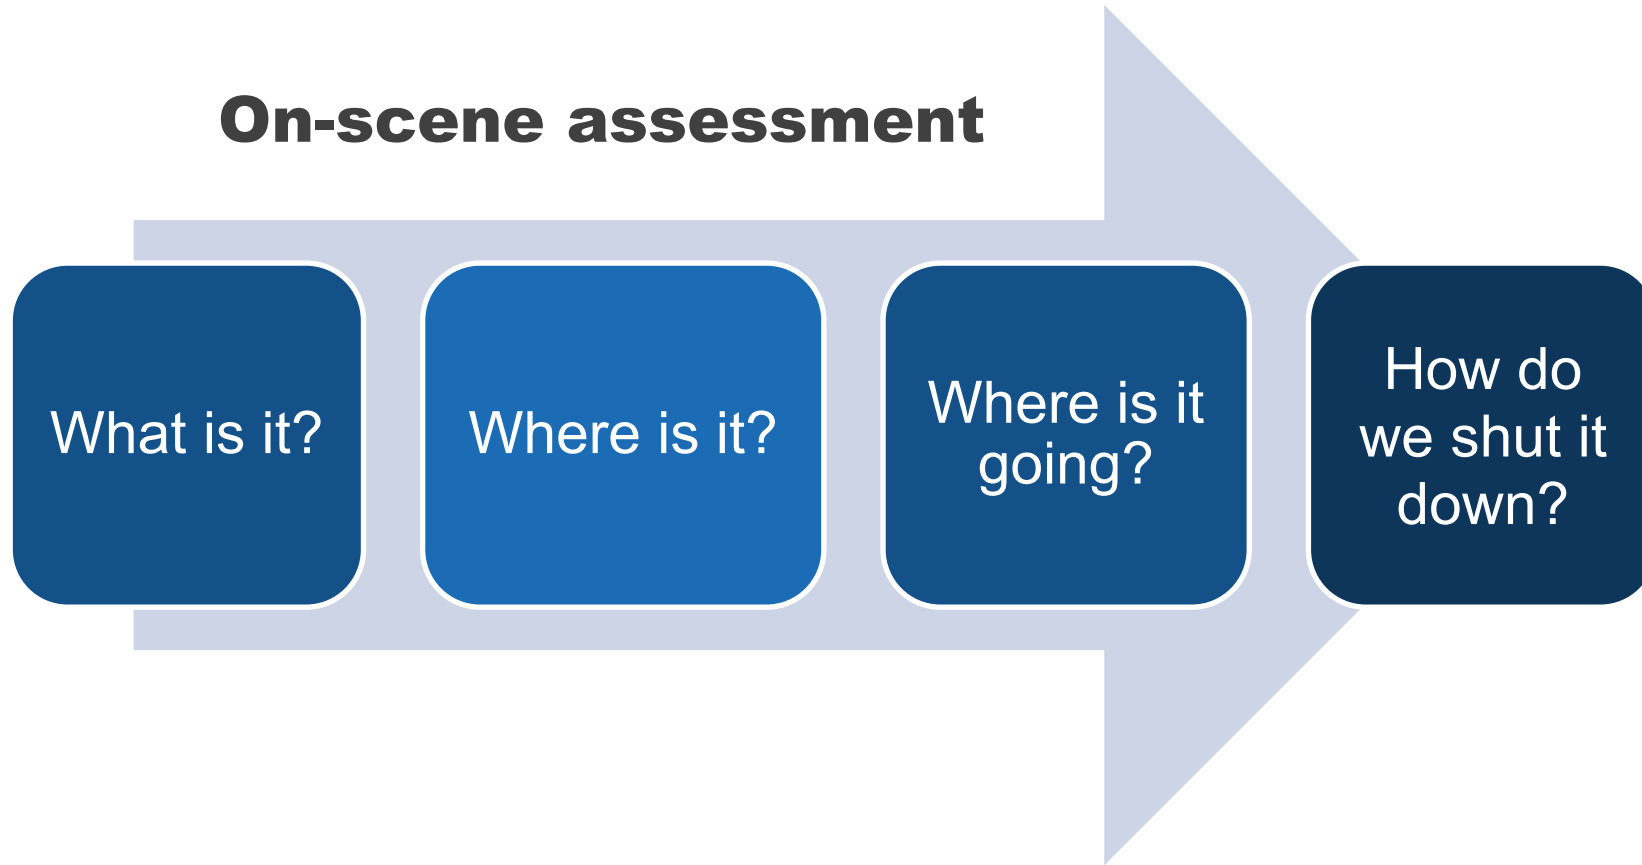 On-scene assessment
What is it?
Where is it?
Where is it
going?
How do
we shut it
down?